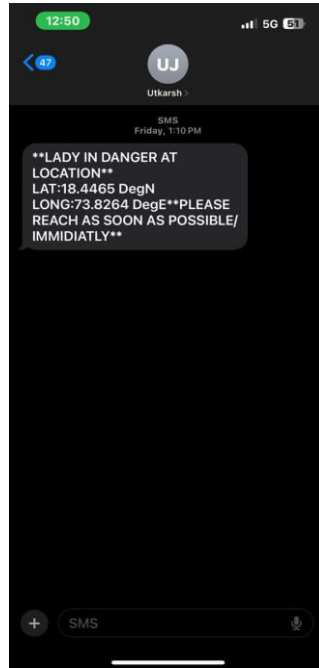 12:50
5G 51
47
UJ
Utkarsh >
SMS
Friday, 1:10 PM
**LADY IN DANGER AT
LOCATION**
LAT:18.4465 DegN
LONG:73.8264 DegE**PLEASE
REACH AS SOON AS POSSIBLE/
IMMIDIATLY**
SMS